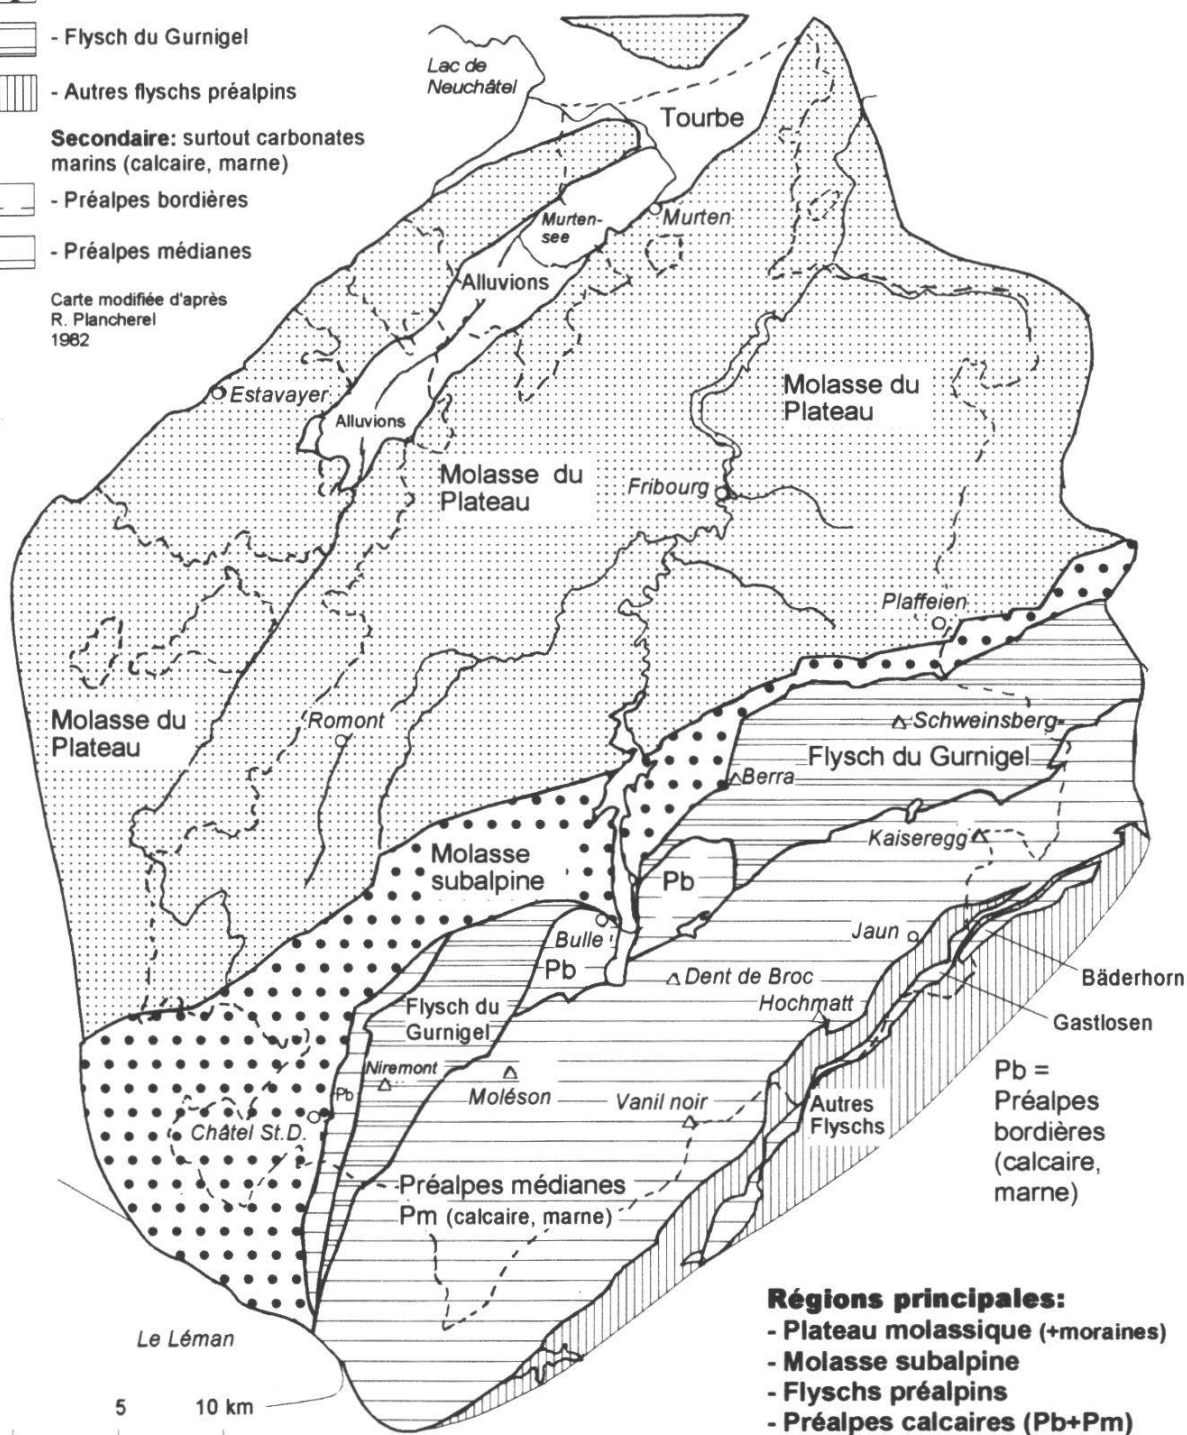 - Flysch du Gurnigel
- Autres flyschs préalpins
Secondaire: surtout carbonates
marins (calcaire, marne)
- Préalpes bordières
- Préalpes médianes
Carte modifiée d'après
R. Plancherel
1982
Lac de
Neuchâtel
Tourbe
Murten-
see
Murten
Alluvions
Estavayer
Alluvions
Molasse du
Plateau
Molasse du
Plateau
Fribourg
Plaffeien
Molasse du
Plateau
Romont
Schweinsberg
Flysch du Gurnigel
Berra
Kaiseregg
Molasse
subalpine
Pb
Bulle
Pb
Jaun
Dent de Broc
Hochmatt
Bäderhorn
Gastlosen
Flysch du
Gurnigel
Niremont
Pb
Moléson
Vanil noir
Autres
Flyschs
Châtel St.D.
Pb =
Préalpes
bordières
(calcaire,
marne)
Préalpes médianes
Pm (calcaire, marne)
Le Léman
5 10 km
Régions principales:
- Plateau molassique (+moraines)
- Molasse subalpine
- Flyschs préalpins
- Préalpes calcaires (Pb+Pm)